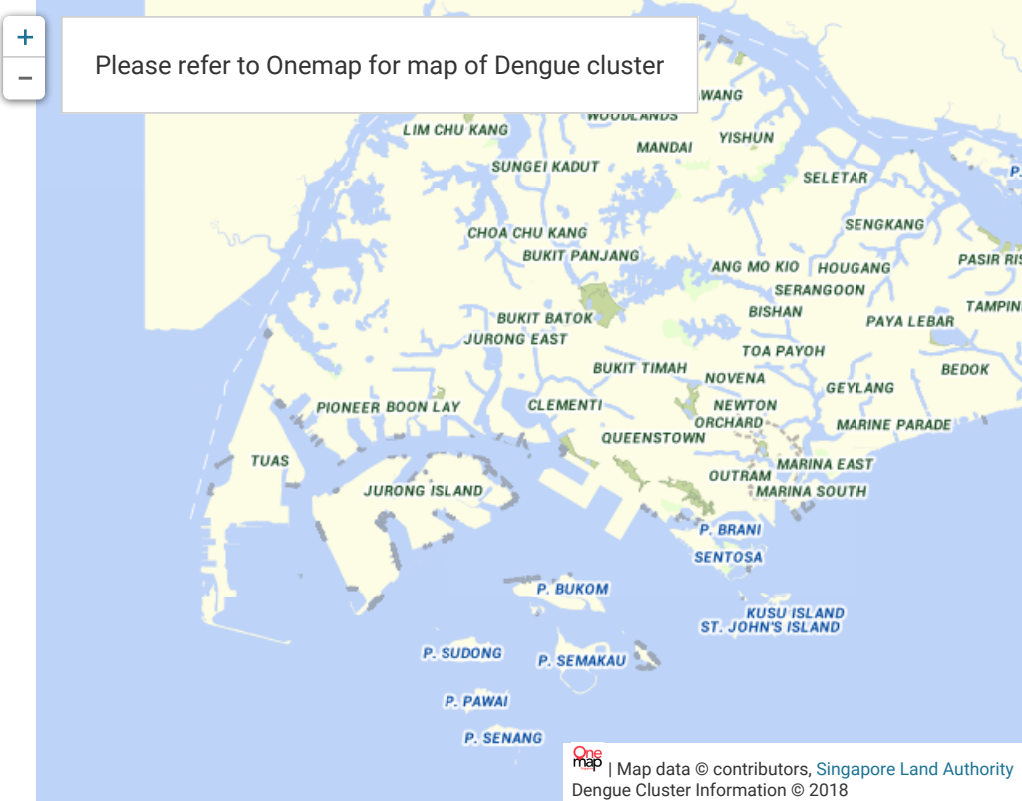 +
−
Please refer to Onemap for map of Dengue cluster
WANG
WOODLANDS
LIM CHU KANG
YISHUN
MANDAI
SUNGEI KADUT
P.
SELETAR
SENGKANG
CHOA CHU KANG
BUKIT PANJANG
PASIR RIS
ANG MO KIO
HOUGANG
SERANGOON
TAMPIN
BISHAN
BUKIT BATOK
PAYA LEBAR
JURONG EAST
TOA PAYOH
BUKIT TIMAH
BEDOK
NOVENA
GEYLANG
PIONEER
BOON LAY
CLEMENTI
NEWTON
ORCHARD
MARINE PARADE
QUEENSTOWN
TUAS
MARINA EAST
OUTRAM
JURONG ISLAND
MARINA SOUTH
P. BRANI
SENTOSA
P. BUKOM
KUSU ISLAND
ST. JOHN'S ISLAND
P. SUDONG
P. SEMAKAU
P. PAWAI
P. SENANG
One
map
| Map data © contributors, Singapore Land Authority
Dengue Cluster Information © 2018